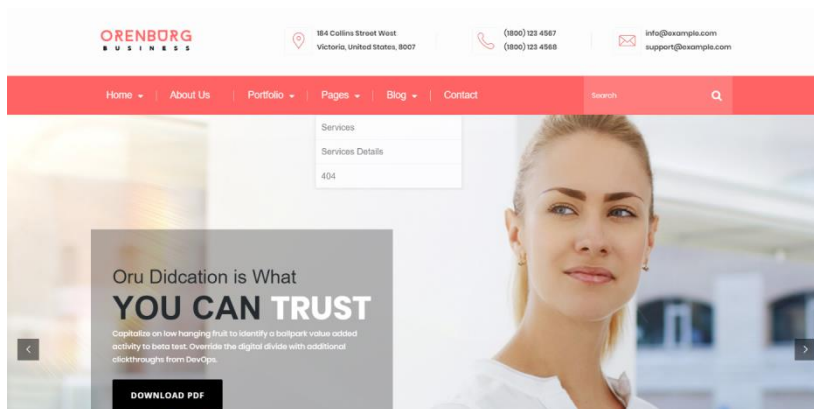 ORENBURG
BUSINESS
184 Collins Street West
Victoria, United States, 8007
(1800) 123 4567
(1800) 123 4568
info@example.com
support@example.com
Home | About Us | Portfolio | Pages | Blog | Contact
Search
Services
Services Details
404
Oru Didcation is What
YOU CAN TRUST
Capitalize on low hanging fruit to identify a ballpark value added
activity to beta test. Override the digital divide with additional
clickthroughs from DevOps.
DOWNLOAD PDF